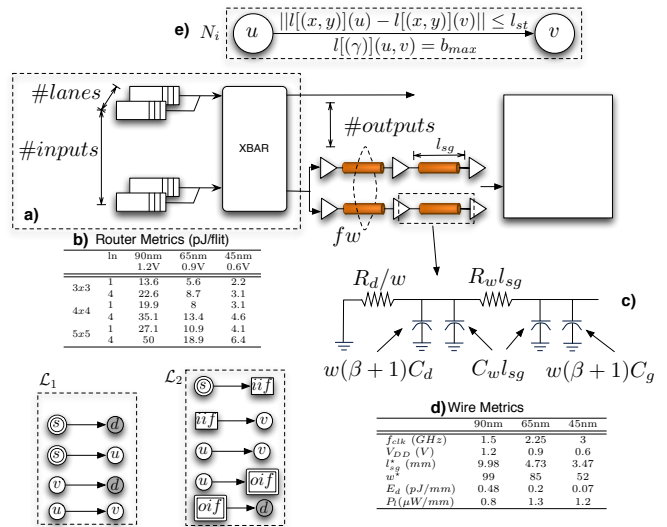 e) N_i u ||l[(x, y)](u) − l[(x, y)](v)|| ≤ l_st v
l[(γ)](u, v) = b_max
#lanes
#inputs
XBAR
#outputs
l_sg
fw
a)
b) Router Metrics (pJ/flit)
ln 90nm 65nm 45nm
1.2V 0.9V 0.6V
3x3 1 13.6 5.6 2.2
4 22.6 8.7 3.1
4x4 1 19.9 8 3.1
4 35.1 13.4 4.6
5x5 1 27.1 10.9 4.1
4 50 18.9 6.4
R_d/w R_w l_sg
c)
w(β + 1)C_d C_w l_sg w(β + 1)C_g
L_1
s d
s u
v d
u v
L_2
s iif
iif v
u v
u oif
oif d
d) Wire Metrics
90nm 65nm 45nm
f_clk (GHz) 1.5 2.25 3
V_DD (V) 1.2 0.9 0.6
l*_sg (mm) 9.98 4.73 3.47
w* 99 85 52
E_d (pJ/mm) 0.48 0.2 0.07
P_l(μW/mm) 0.8 1.3 1.2